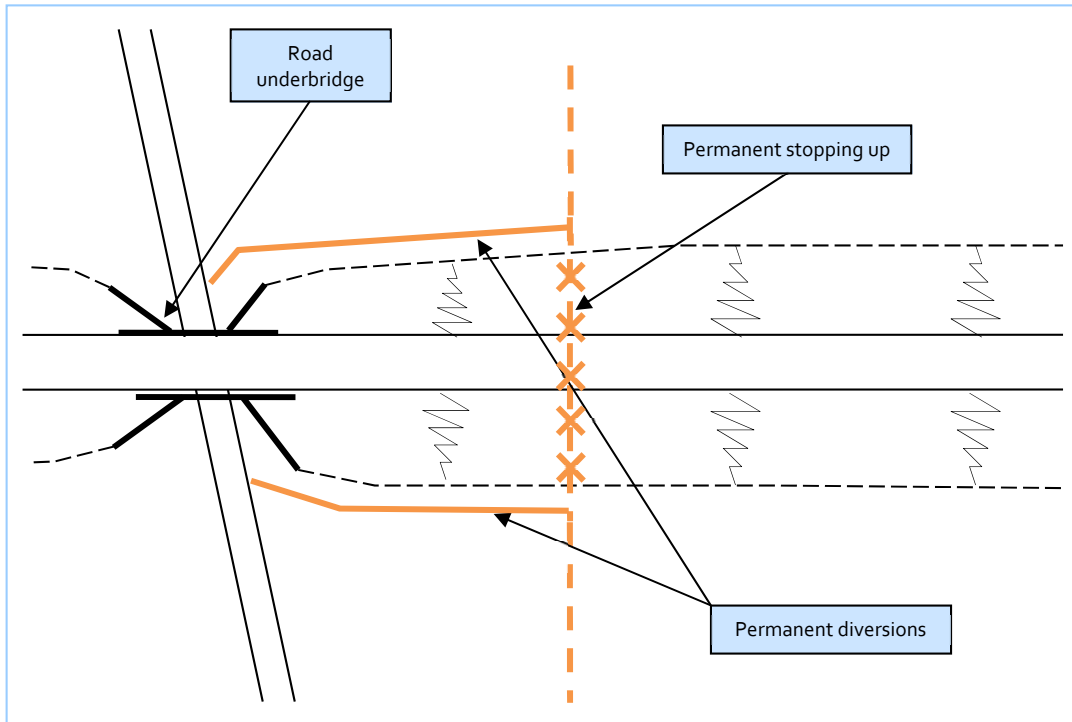 Road
underbridge
Permanent stopping up
Permanent diversions